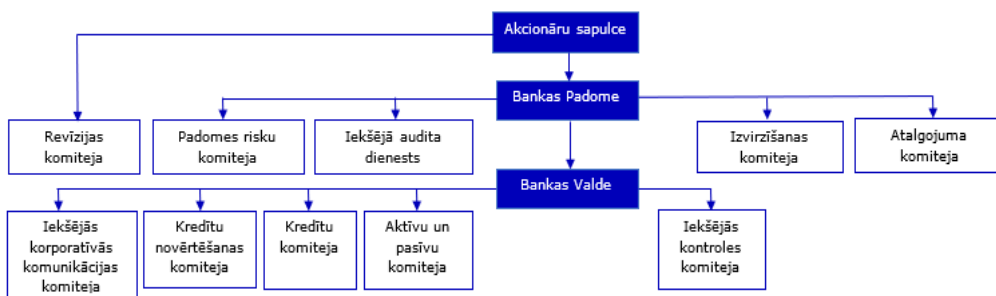 Akcionāru sapulce
Bankas Padome
Revīzijas
komiteja
Padomes risku
komiteja
Iekšējā audita
dienests
Izvirzīšanas
komiteja
Atalgojuma
komiteja
Bankas Valde
Iekšējās
korporatīvās
komunikācijas
komiteja
Kredītu
novērtēšanas
komiteja
Kredītu
komiteja
Aktīvu un
pasīvu
komiteja
Iekšējās
kontroles
komiteja